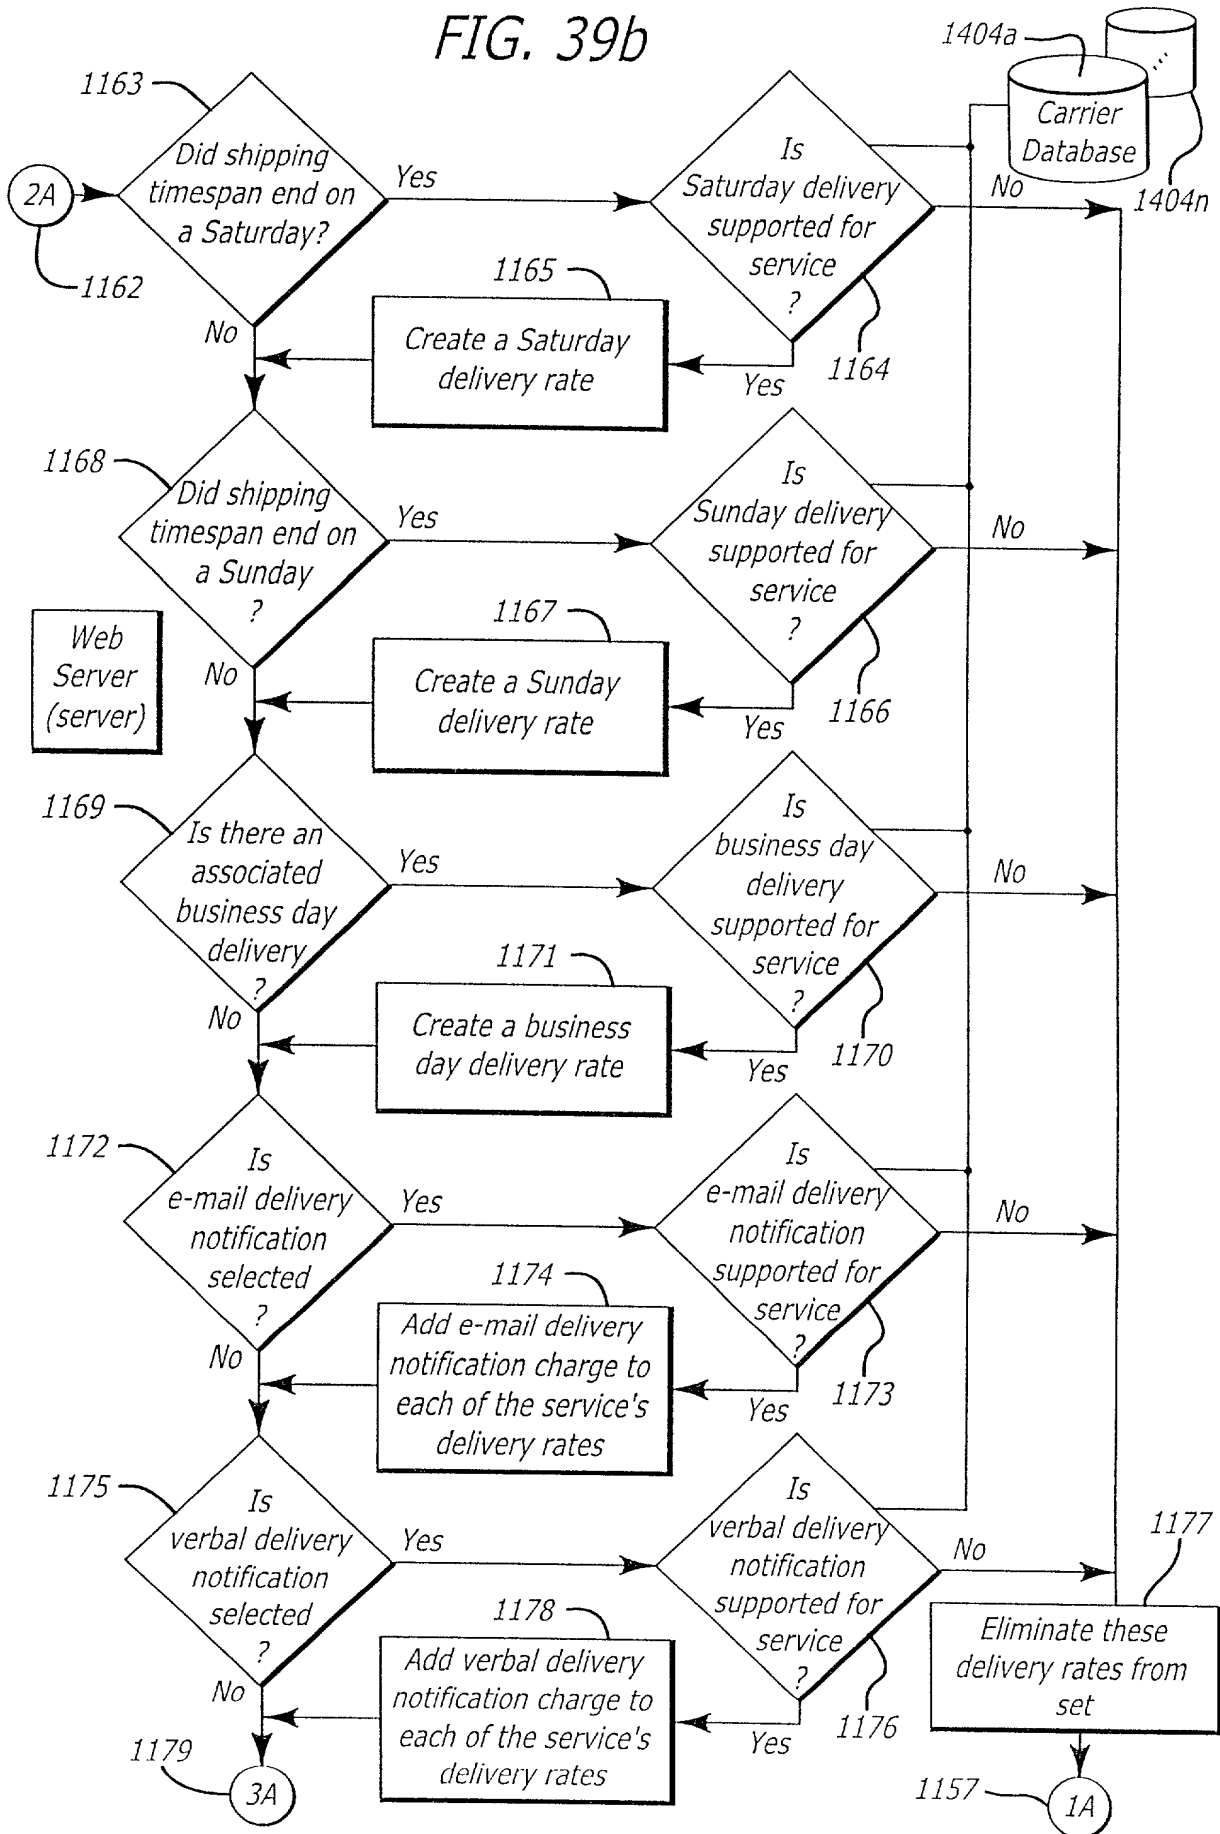 FIG. 39b
1404a
1163
Carrier
Database
...
1404n
2A
1162
Did shipping
timespan end on
a Saturday?
Yes
Is
Saturday delivery
supported for
service
?
No
1164
1165
Create a Saturday
delivery rate
Yes
No
1168
Did shipping
timespan end on
a Sunday
?
Yes
Is
Sunday delivery
supported for
service
?
No
1166
Web
Server
(server)
1167
Create a Sunday
delivery rate
Yes
No
1169
Is there an
associated
business day
delivery
?
Yes
Is
business day
delivery
supported for
service
?
No
1170
1171
Create a business
day delivery rate
Yes
No
1172
Is
e-mail delivery
notification
selected
?
Yes
Is
e-mail delivery
notification
supported for
service
?
No
1173
1174
Add e-mail delivery
notification charge to
each of the service's
delivery rates
Yes
No
1175
Is
verbal delivery
notification
selected
?
Yes
Is
verbal delivery
notification
supported for
service
?
No
1176
1177
Eliminate these
delivery rates from
set
1178
Add verbal delivery
notification charge to
each of the service's
delivery rates
Yes
No
1179
3A
1157
1A